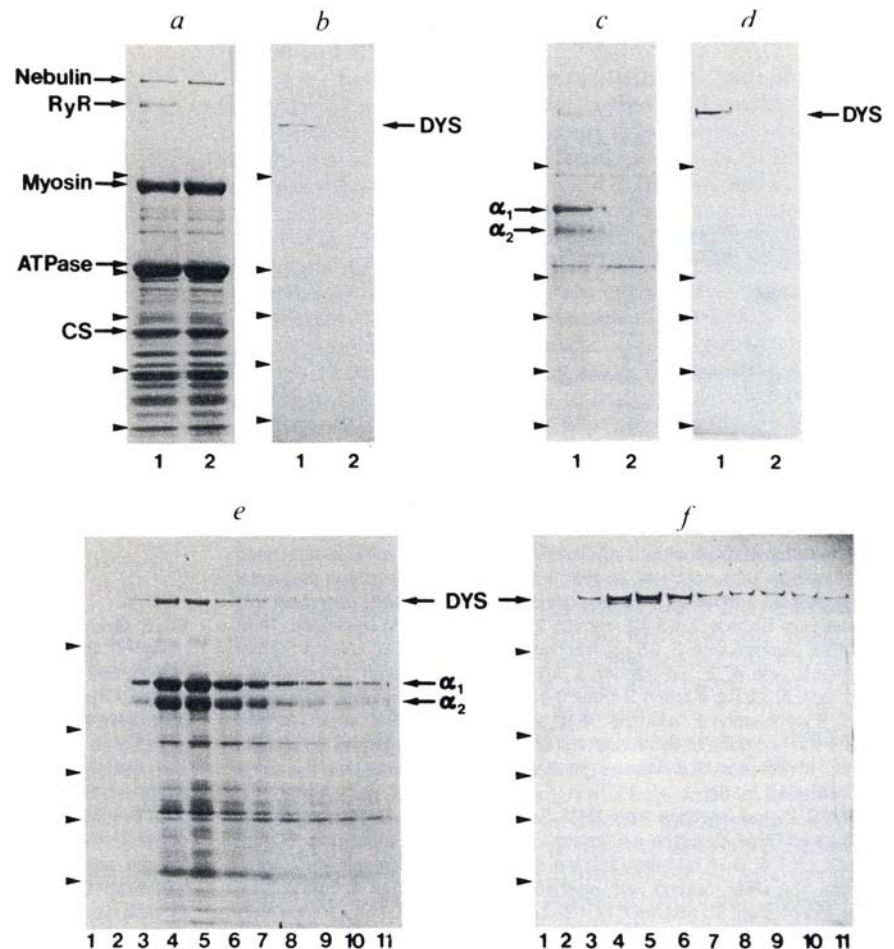 a b c d
Nebulin
RyR
DYS
DYS
Myosin
α₁
α₂
ATPase
CS
1 2 1 2 1 2 1 2
e f
DYS
α₁
α₂
1 2 3 4 5 6 7 8 9 10 11
1 2 3 4 5 6 7 8 9 10 11